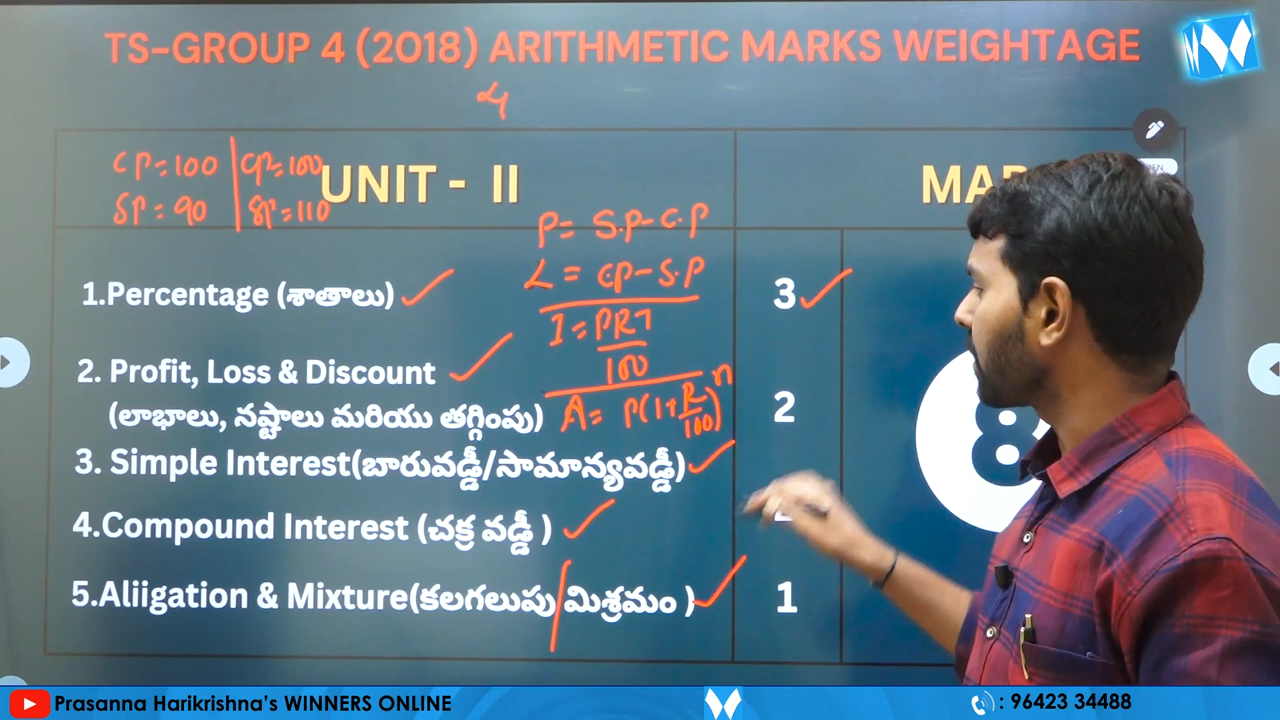 TS-GROUP 4 (2018) ARITHMETIC MARKS WEIGHTAGE
4
CP=100 CP=100
SP=90 SP=110
UNIT - II
P= S.P-C.P
L= CP-S.P
1.Percentage (శాతాలు)
3
I= PRT
100
2. Profit, Loss & Discount
(లాభాలు, నష్టాలు మరియు తగ్గింపు)
2
A= P(1+R/100)n
8
3. Simple Interest(బారువడ్డీ/సామాన్యవడ్డీ)
4.Compound Interest (చక్ర వడ్డీ )
5.Aliigation & Mixture(కలగలుపు/మిశ్రమం )
1
Prasanna Harikrishna's WINNERS ONLINE
: 96423 34488